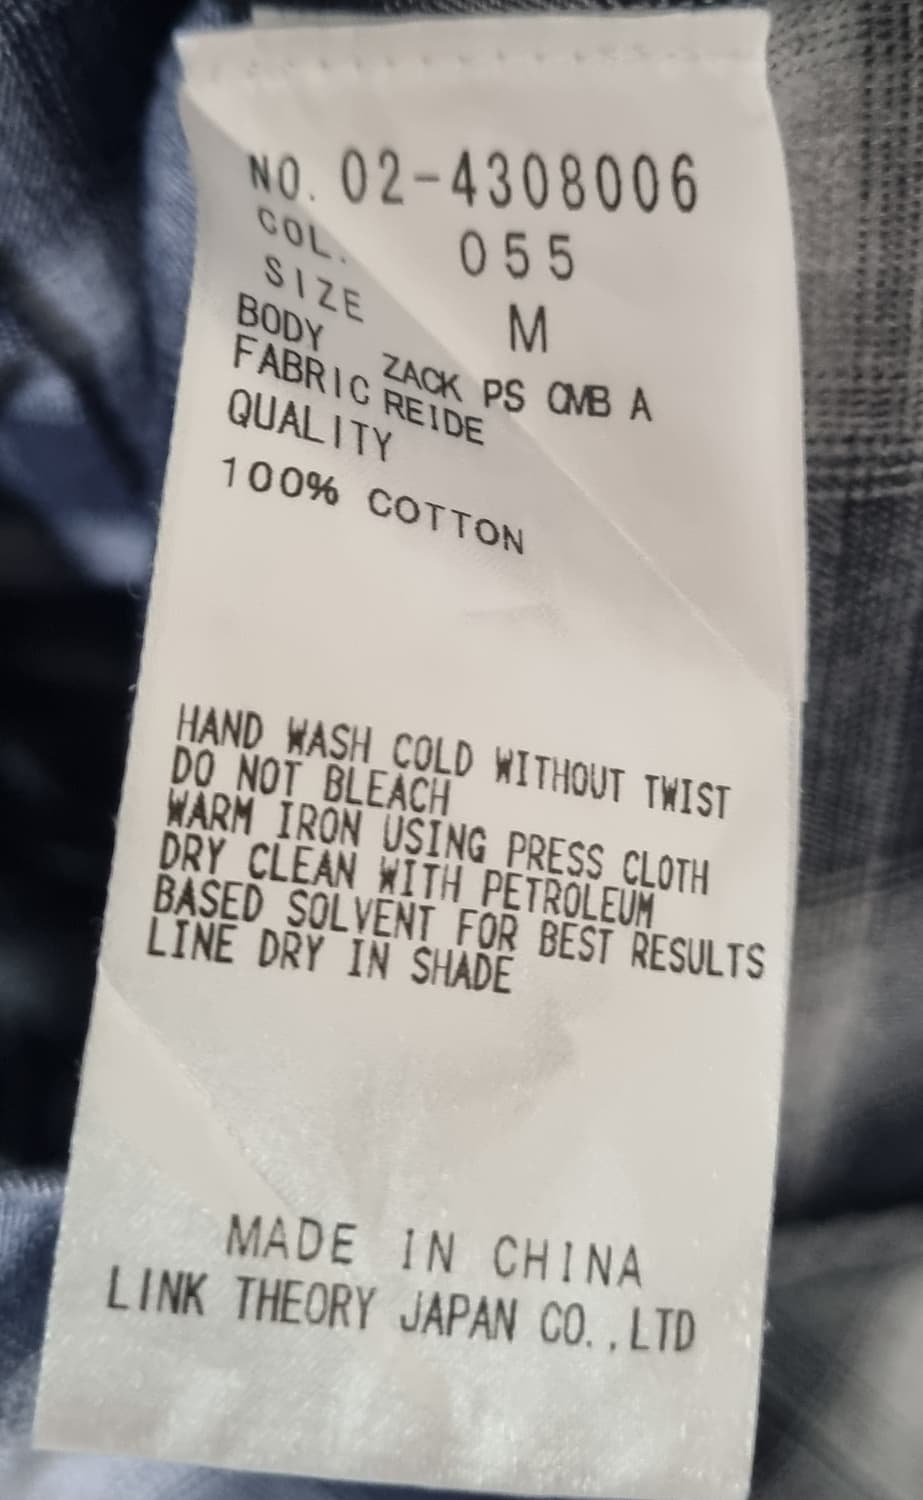 NO. 02-4308006
COL. 055
SIZE M
BODY ZACK PS CMB A
FABRIC REIDE
QUALITY
100% COTTON
HAND WASH COLD WITHOUT TWIST
DO NOT BLEACH
WARM IRON USING PRESS CLOTH
DRY CLEAN WITH PETROLEUM
BASED SOLVENT FOR BEST RESULTS
LINE DRY IN SHADE
MADE IN CHINA
LINK THEORY JAPAN CO.,LTD